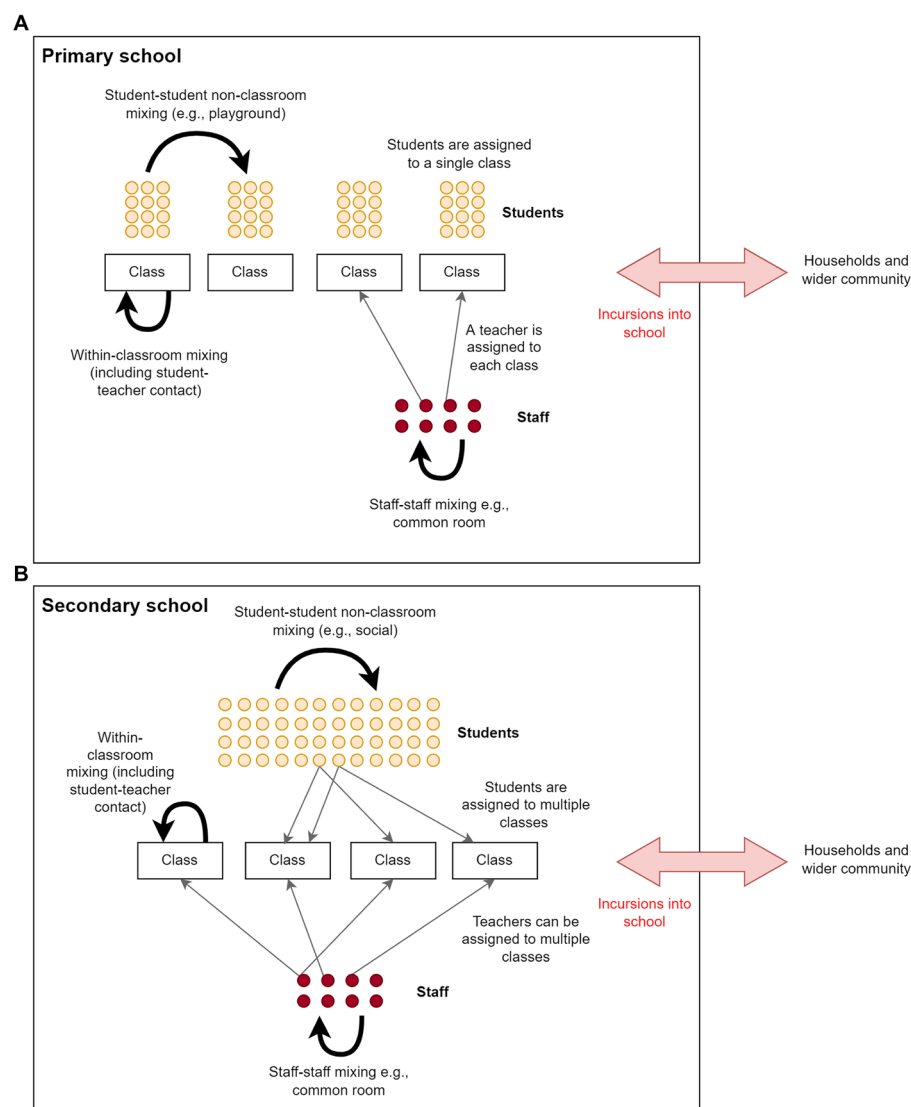 A
Primary school
Student-student non-classroom
mixing (e.g., playground)
Students are assigned
to a single class
Students
Class
Class
Class
Class
Households and
wider community
Incursions into
school
A teacher is
assigned to
each class
Within-classroom mixing
(including student-
teacher contact)
Staff
Staff-staff mixing e.g.,
common room
B
Secondary school
Student-student non-classroom
mixing (e.g., social)
Students
Within-
classroom
mixing (including
student-teacher
contact)
Students are
assigned to multiple
classes
Class
Class
Class
Class
Households and
wider community
Incursions into
school
Teachers can be
assigned to multiple
classes
Staff
Staff-staff mixing e.g.,
common room